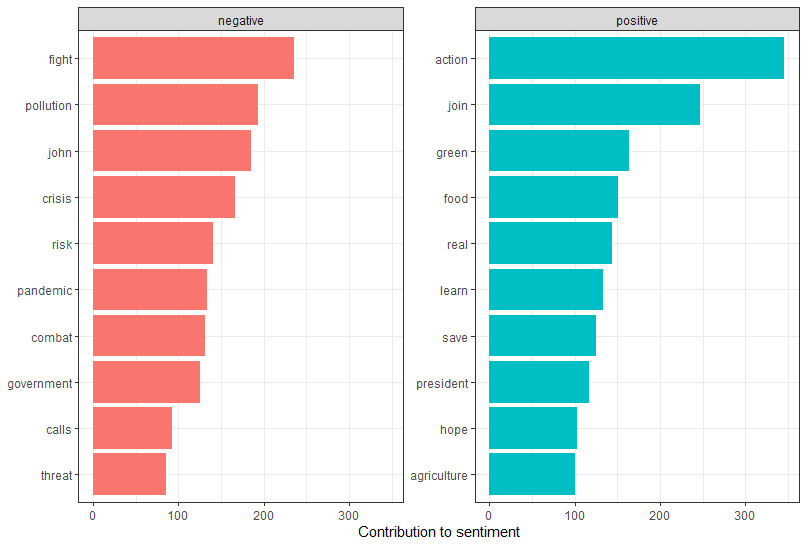 negative
fight
pollution
john
crisis
risk
pandemic
combat
government
calls
threat
0 100 200 300
positive
action
join
green
food
real
learn
save
president
hope
agriculture
0 100 200 300
Contribution to sentiment